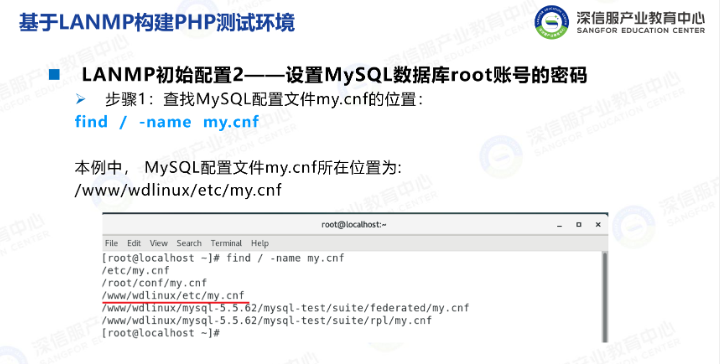 基于LANMP构建PHP测试环境
深信服产业教育中心
SANGFOR EDUCATION CENTER
LANMP初始配置2——设置MySQL数据库root账号的密码
步骤1：查找MySQL配置文件my.cnf的位置：
find / -name my.cnf
本例中， MySQL配置文件my.cnf所在位置为:
/www/wdlinux/etc/my.cnf
root@localhost:~
File Edit View Search Terminal Help
[root@localhost ~]# find / -name my.cnf
/etc/my.cnf
/root/conf/my.cnf
/www/wdlinux/etc/my.cnf
/www/wdlinux/mysql-5.5.62/mysql-test/suite/federated/my.cnf
/www/wdlinux/mysql-5.5.62/mysql-test/suite/rpl/my.cnf
[root@localhost ~]#